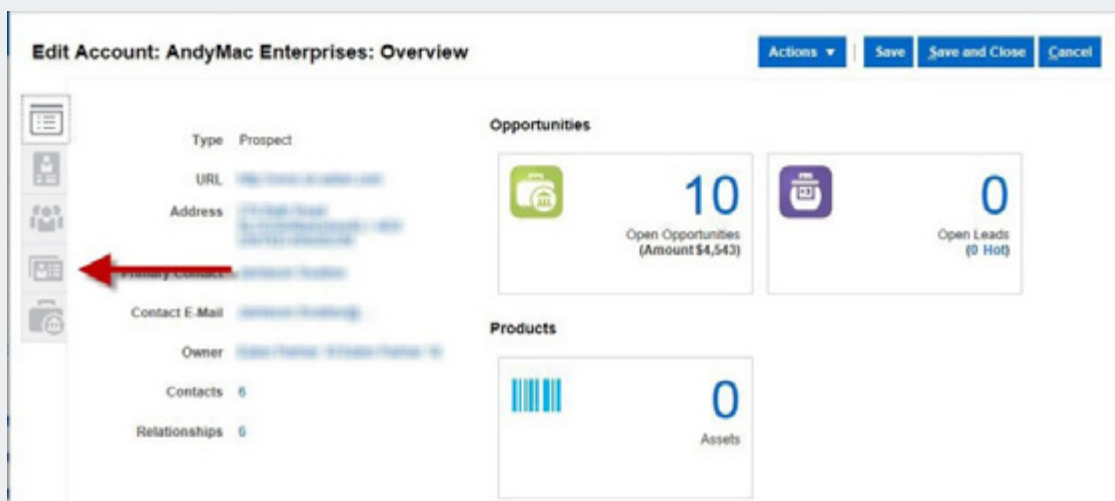 Edit Account: AndyMac Enterprises: Overview
Actions Save Save and Close Cancel
Type Prospect
URL
Address
Primary Contact
Contact E-Mail
Owner
Contacts 6
Relationships 6
Opportunities
10
Open Opportunities
(Amount $4,543)
0
Open Leads
(0 Hot)
Products
0
Assets